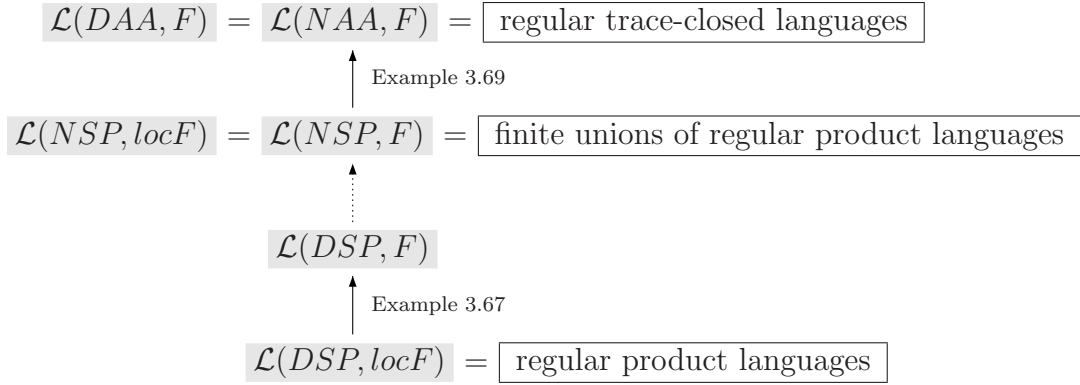 𝓛(DAA, F) = 𝓛(NAA, F) = regular trace-closed languages
Example 3.69
𝓛(NSP, locF) = 𝓛(NSP, F) = finite unions of regular product languages
𝓛(DSP, F)
Example 3.67
𝓛(DSP, locF) = regular product languages